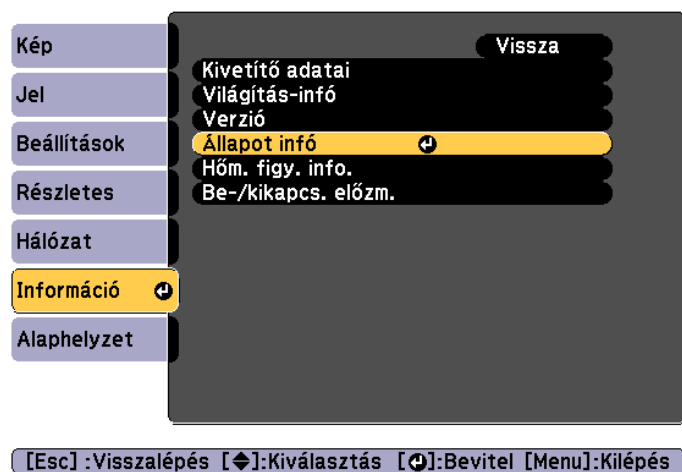 Kép
Jel
Beállítások
Részletes
Hálózat
Információ
Alaphelyzet
Vissza
Kivetítő adatai
Világítás-infó
Verzió
Állapot infó
Hőm. figy. info.
Be-/kikapcs. előzm.
[Esc] :Visszalépés [◆]:Kiválasztás [⏎]:Bevitel [Menu]:Kilépés